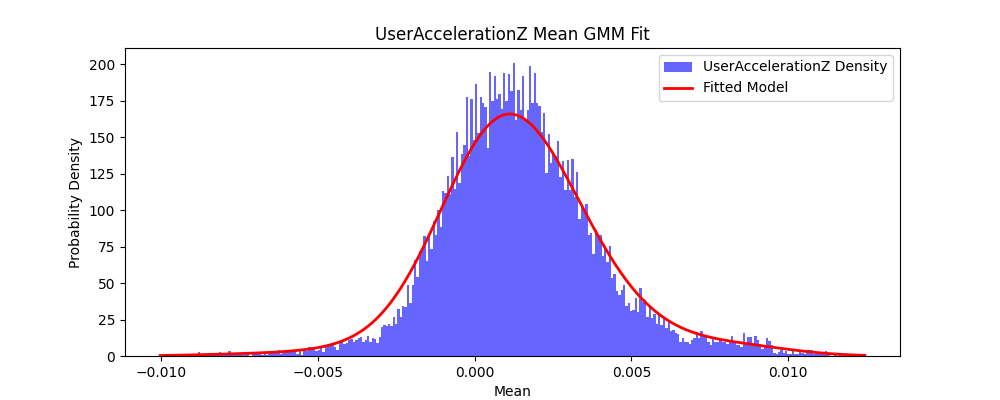 UserAccelerationZ Mean GMM Fit
UserAccelerationZ Density
Fitted Model
Probability Density
200
175
150
125
100
75
50
25
0
−0.010
−0.005
0.000
0.005
0.010
Mean